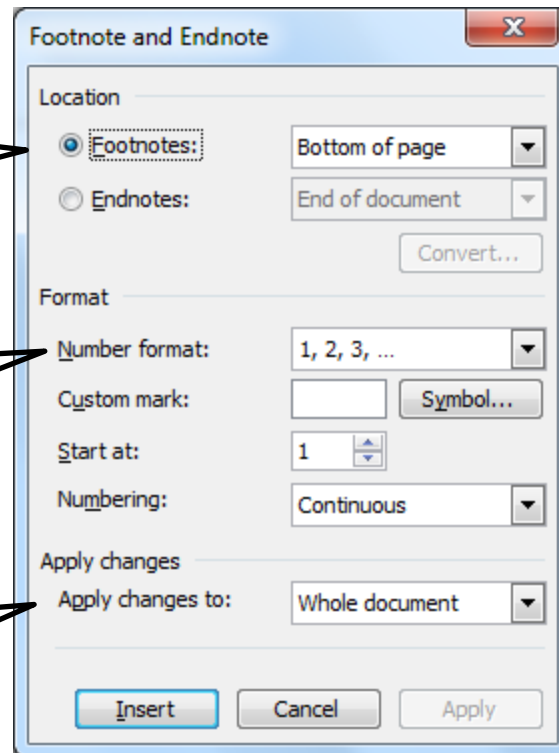 Footnote and Endnote
Location
Footnotes: Bottom of page
Endnotes: End of document
Convert...
Format
Number format: 1, 2, 3, ...
Custom mark: Symbol...
Start at: 1
Numbering: Continuous
Apply changes
Apply changes to: Whole document
Insert Cancel Apply